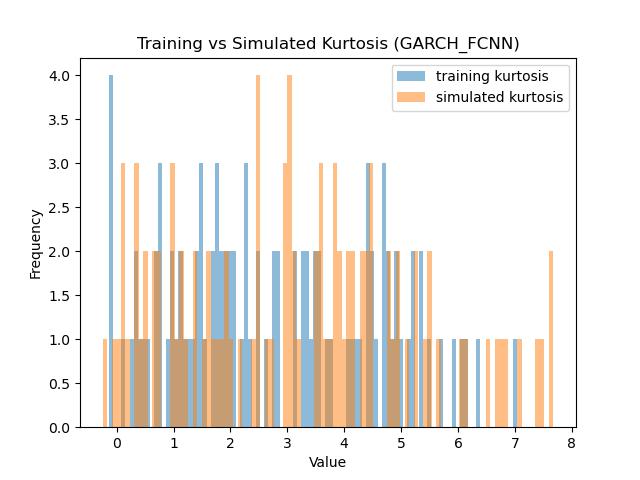 Training vs Simulated Kurtosis (GARCH_FCNN)
training kurtosis
simulated kurtosis
4.0
3.5
3.0
2.5
2.0
1.5
1.0
0.5
0.0
Frequency
0 1 2 3 4 5 6 7 8
Value